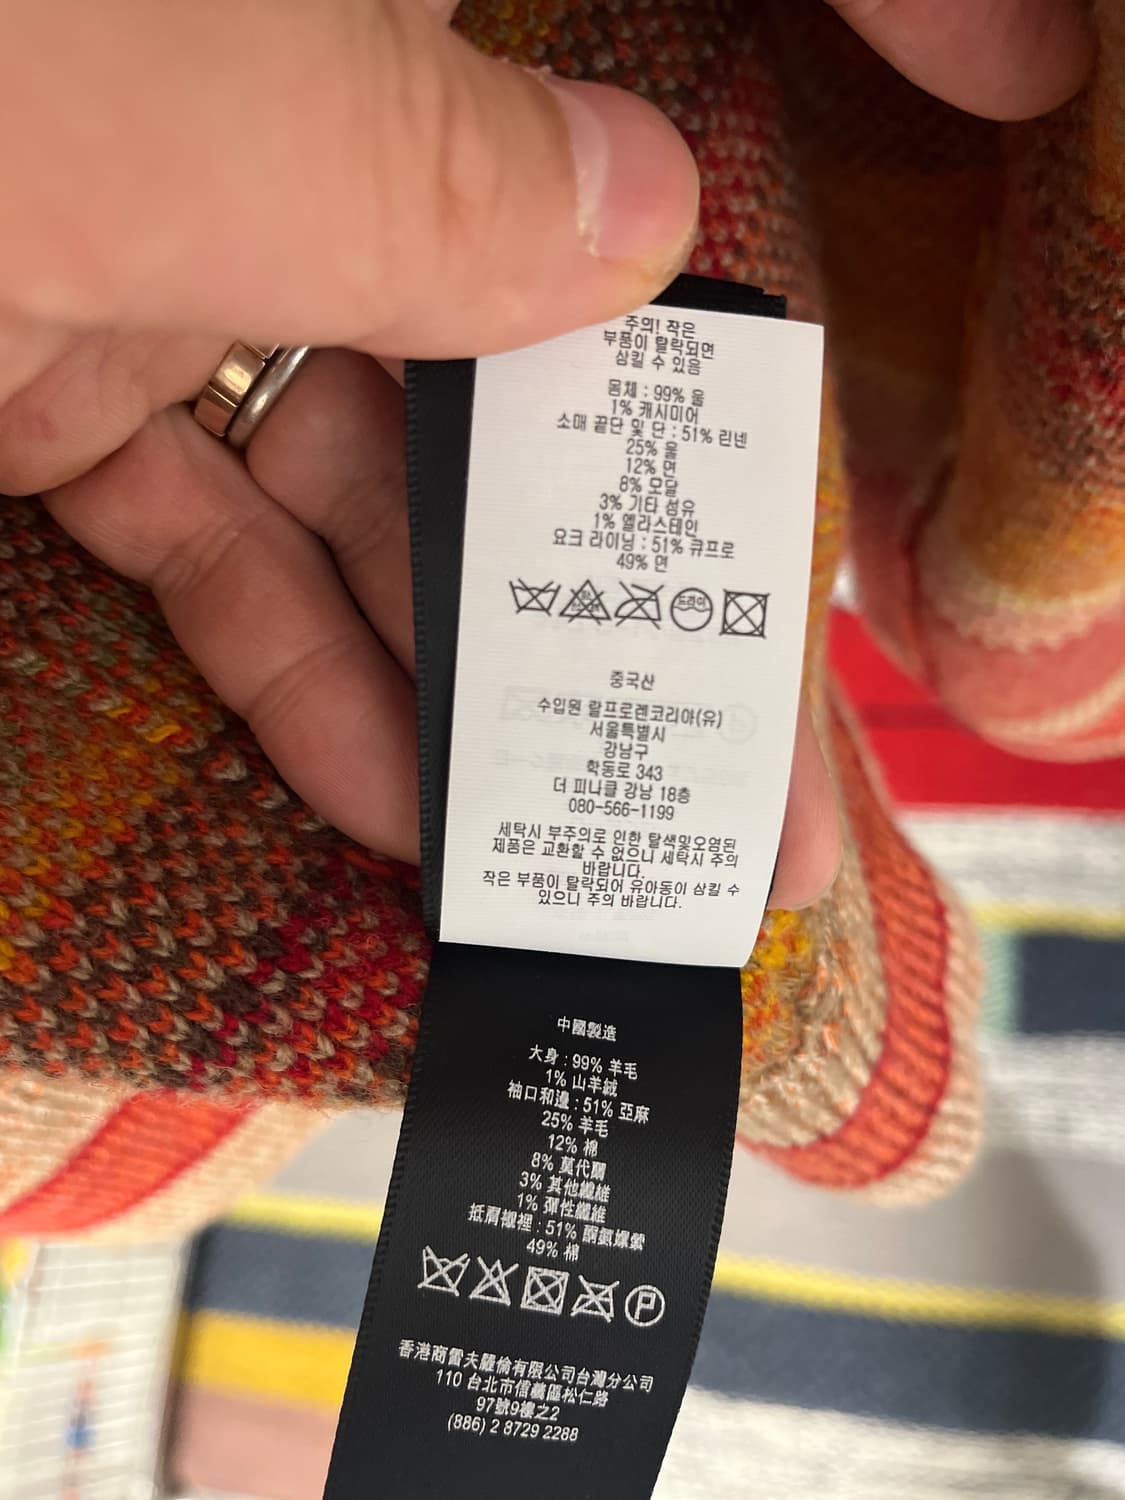 주의! 작은
부품이 탈락되면
삼킬 수 있음
몸체 : 99% 울
1% 캐시미어
소매 끝단 및 단 : 51% 린넨
25% 울
12% 면
8% 모달
3% 기타 섬유
1% 엘라스테인
요크 라이닝 : 51% 큐프로
49% 면
드라이
중국산
수입원 랄프로렌코리아(유)
서울특별시
강남구
학동로 343
더 피나클 강남 18층
080-566-1199
세탁시 부주의로 인한 탈색및오염된
제품은 교환할 수 없으니 세탁시 주의
바랍니다.
작은 부품이 탈락되어 유아동이 삼킬 수
있으니 주의 바랍니다.
中國製造
大身 : 99% 羊毛
1% 山羊絨
袖口和邊 : 51% 亞麻
25% 羊毛
12% 棉
8% 莫代爾
3% 其他纖維
1% 彈性纖維
抵肩襯裡 : 51% 酮氨嫘縈
49% 棉
P
香港商雷夫羅倫有限公司台灣分公司
110 台北市信義區松仁路
97號9樓之2
(886) 2 8729 2288